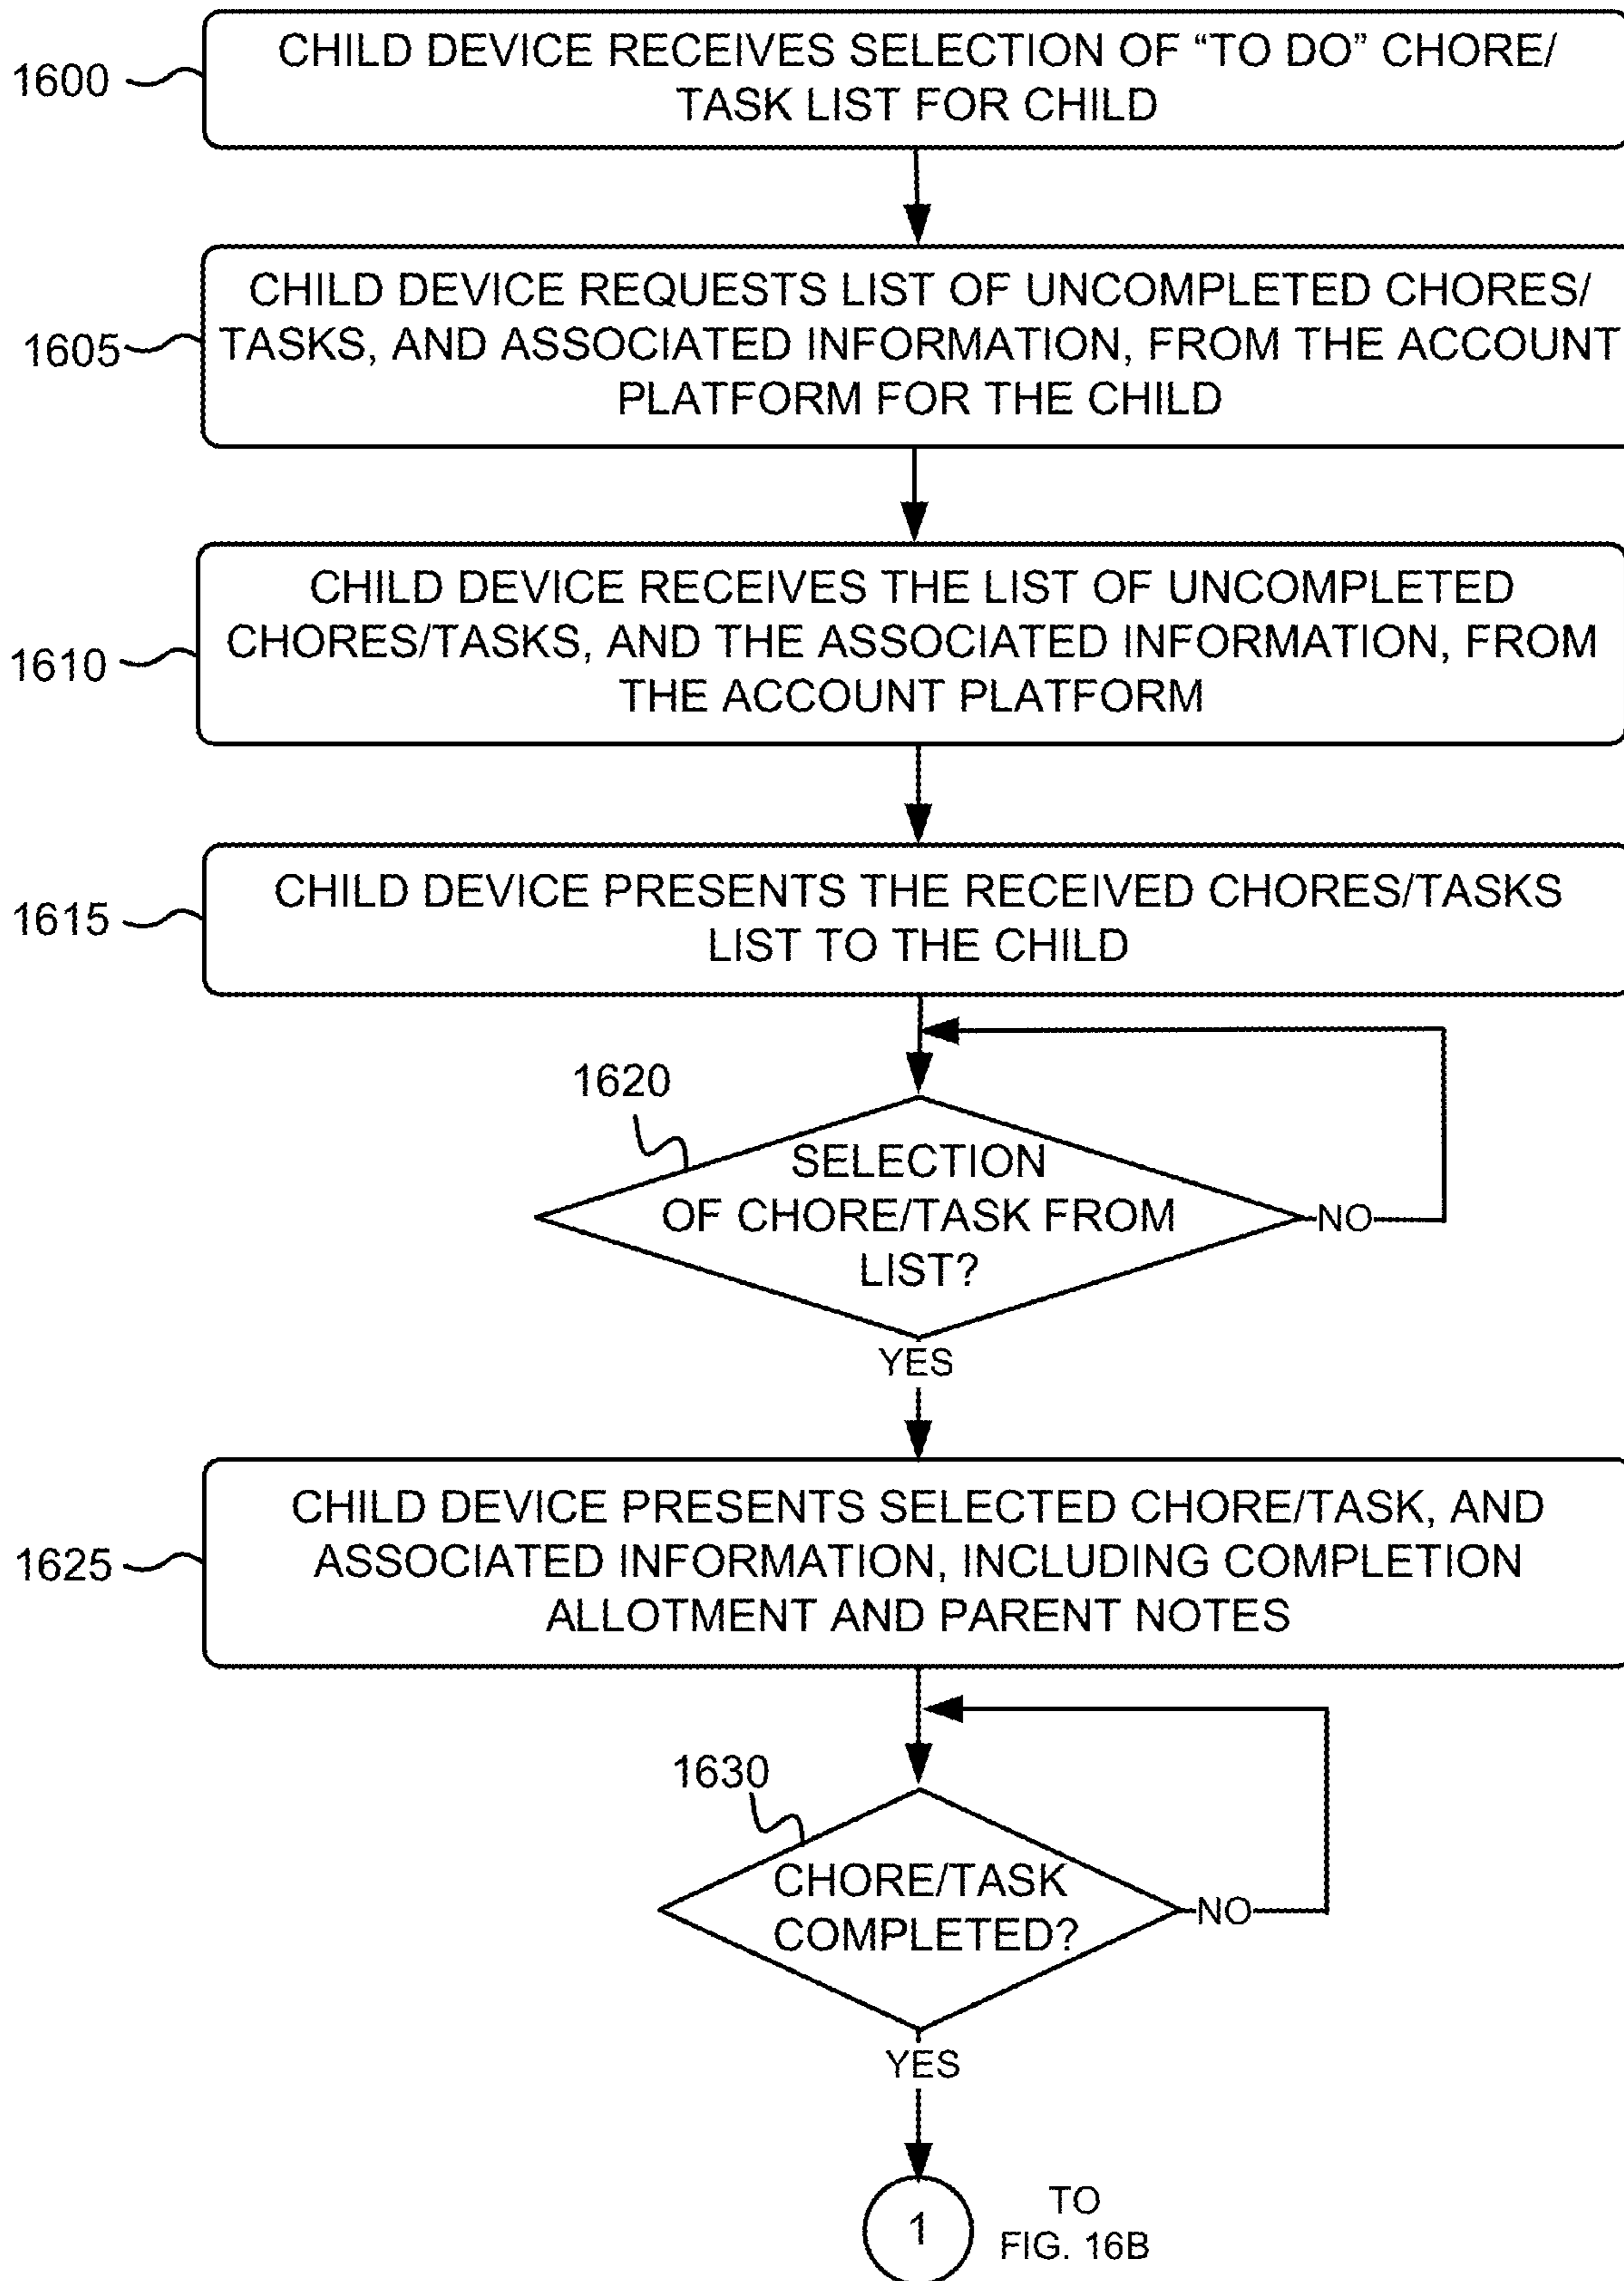 1600
CHILD DEVICE RECEIVES SELECTION OF “TO DO” CHORE/
TASK LIST FOR CHILD
1605
CHILD DEVICE REQUESTS LIST OF UNCOMPLETED CHORES/
TASKS, AND ASSOCIATED INFORMATION, FROM THE ACCOUNT
PLATFORM FOR THE CHILD
1610
CHILD DEVICE RECEIVES THE LIST OF UNCOMPLETED
CHORES/TASKS, AND THE ASSOCIATED INFORMATION, FROM
THE ACCOUNT PLATFORM
1615
CHILD DEVICE PRESENTS THE RECEIVED CHORES/TASKS
LIST TO THE CHILD
1620
SELECTION
OF CHORE/TASK FROM
LIST?
NO
YES
1625
CHILD DEVICE PRESENTS SELECTED CHORE/TASK, AND
ASSOCIATED INFORMATION, INCLUDING COMPLETION
ALLOTMENT AND PARENT NOTES
1630
CHORE/TASK
COMPLETED?
NO
YES
1
TO
FIG. 16B